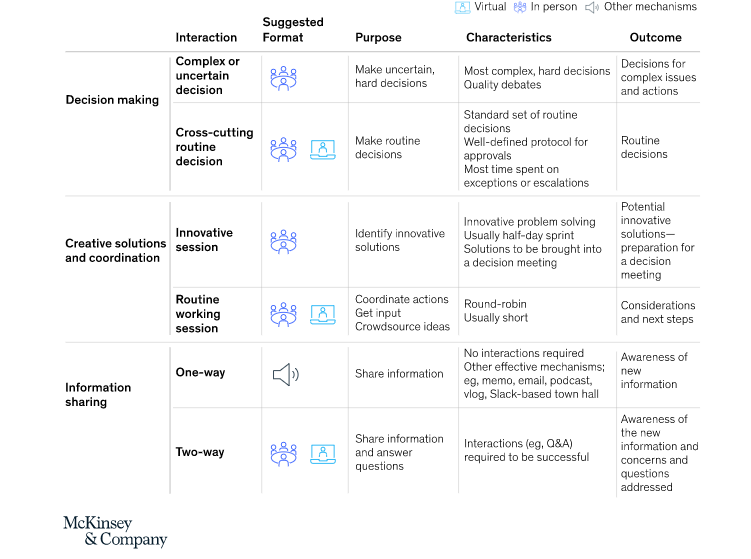 Virtual In person Other mechanisms
Interaction
Suggested
Format
Purpose
Characteristics
Outcome
Decision making
Complex or
uncertain
decision
Make uncertain,
hard decisions
Most complex, hard decisions
Quality debates
Decisions for
complex issues
and actions
Cross-cutting
routine
decision
Make routine
decisions
Standard set of routine
decisions
Well-defined protocol for
approvals
Most time spent on
exceptions or escalations
Routine
decisions
Creative solutions
and coordination
Innovative
session
Identify innovative
solutions
Innovative problem solving
Usually half-day sprint
Solutions to be brought into
a decision meeting
Potential
innovative
solutions—
preparation for
a decision
meeting
Routine
working
session
Coordinate actions
Get input
Crowdsource ideas
Round-robin
Usually short
Considerations
and next steps
Information
sharing
One-way
Share information
No interactions required
Other effective mechanisms;
eg, memo, email, podcast,
vlog, Slack-based town hall
Awareness of
new
information
Two-way
Share information
and answer
questions
Interactions (eg, Q&A)
required to be successful
Awareness of
the new
information and
concerns and
questions
addressed
McKinsey
& Company